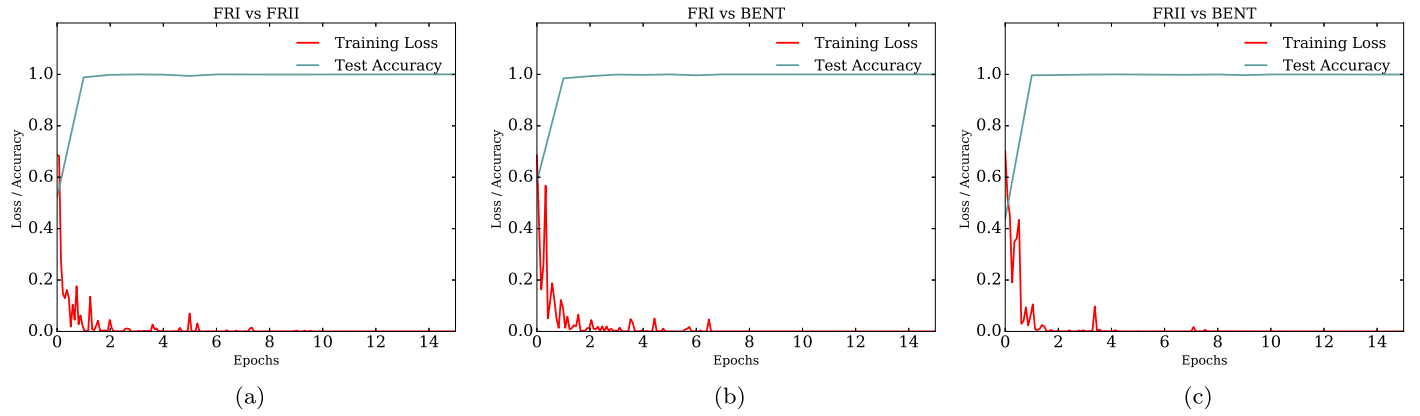 FRI vs FRII
Training Loss
Test Accuracy
Loss / Accuracy
0.0
0.2
0.4
0.6
0.8
1.0
0 2 4 6 8 10 12 14
Epochs
(a)
FRI vs BENT
Training Loss
Test Accuracy
Loss / Accuracy
0.0
0.2
0.4
0.6
0.8
1.0
0 2 4 6 8 10 12 14
Epochs
(b)
FRII vs BENT
Training Loss
Test Accuracy
Loss / Accuracy
0.0
0.2
0.4
0.6
0.8
1.0
0 2 4 6 8 10 12 14
Epochs
(c)